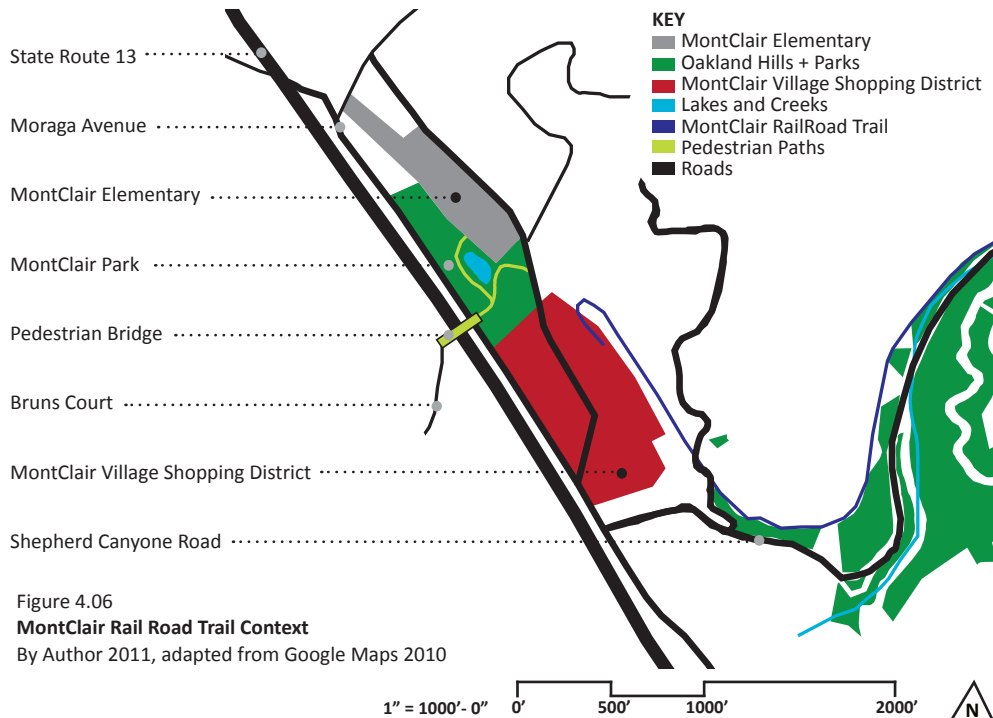 KEY
MontClair Elementary
Oakland Hills + Parks
MontClair Village Shopping District
Lakes and Creeks
MontClair RailRoad Trail
Pedestrian Paths
Roads
State Route 13
Moraga Avenue
MontClair Elementary
MontClair Park
Pedestrian Bridge
Bruns Court
MontClair Village Shopping District
Shepherd Canyone Road
Figure 4.06
MontClair Rail Road Trail Context
By Author 2011, adapted from Google Maps 2010
1” = 1000’- 0” 0’ 500’ 1000’ 2000’
N